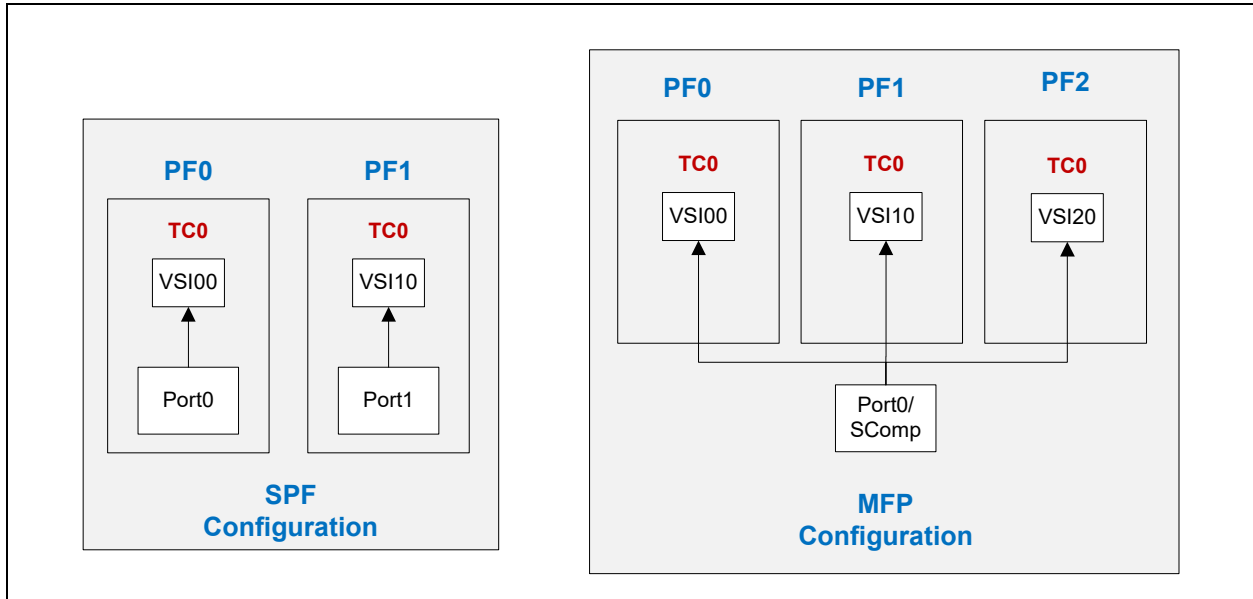 PF0
PF1
TC0
TC0
VSI00
VSI10
Port0
Port1
SPF
Configuration
PF0
PF1
PF2
TC0
TC0
TC0
VSI00
VSI10
VSI20
Port0/
SComp
MFP
Configuration